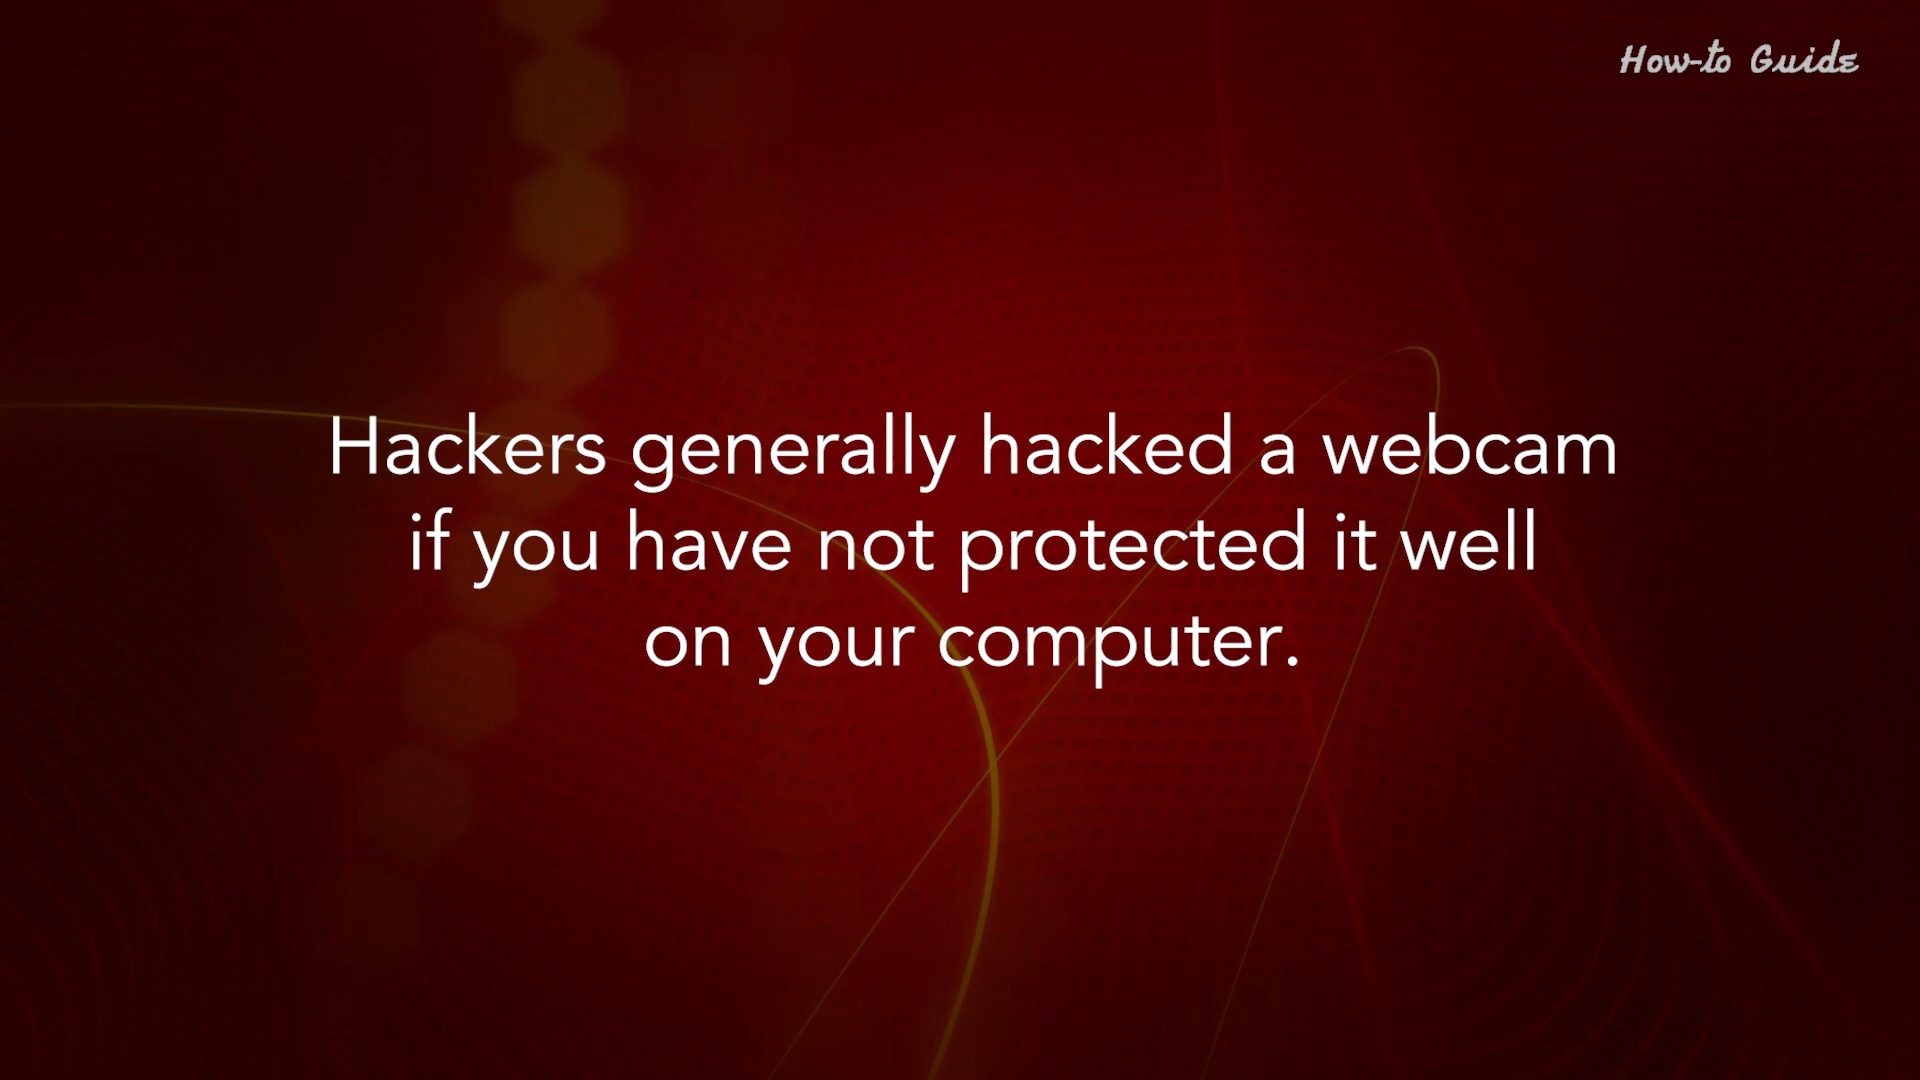 How-to Guide
Hackers generally hacked a webcam
if you have not protected it well
on your computer.